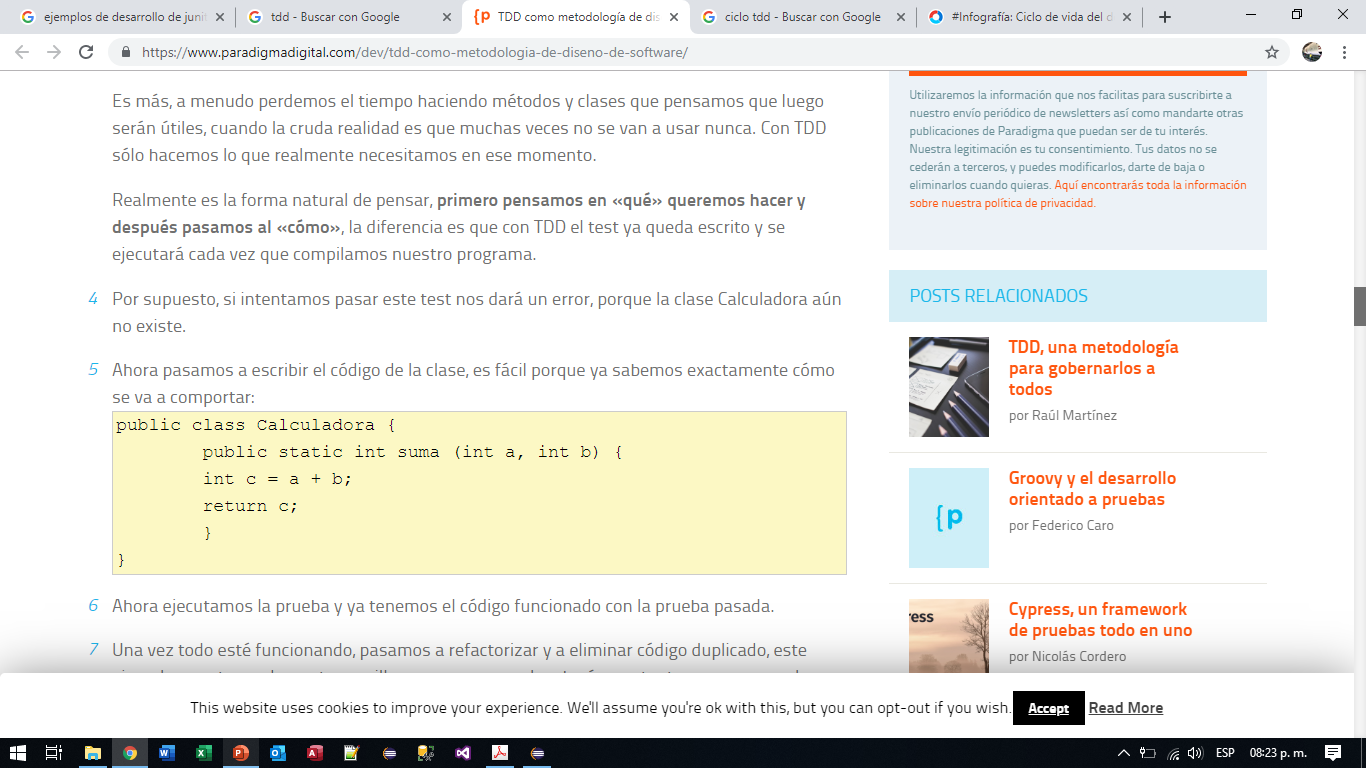 ejemplos de desarrollo de junit
tdd - Buscar con Google
TDD como metodología de dis
ciclo tdd - Buscar con Google
#Infografía: Ciclo de vida del d
https://www.paradigmadigital.com/dev/tdd-como-metodologia-de-diseno-de-software/
Es más, a menudo perdemos el tiempo haciendo métodos y clases que pensamos que luego
serán útiles, cuando la cruda realidad es que muchas veces no se van a usar nunca. Con TDD
sólo hacemos lo que realmente necesitamos en ese momento.
Realmente es la forma natural de pensar, primero pensamos en «qué» queremos hacer y
después pasamos al «cómo», la diferencia es que con TDD el test ya queda escrito y se
ejecutará cada vez que compilamos nuestro programa.
4 Por supuesto, si intentamos pasar este test nos dará un error, porque la clase Calculadora aún
no existe.
5 Ahora pasamos a escribir el código de la clase, es fácil porque ya sabemos exactamente cómo
se va a comportar:
public class Calculadora {
public static int suma (int a, int b) {
int c = a + b;
return c;
}
}
6 Ahora ejecutamos la prueba y ya tenemos el código funcionado con la prueba pasada.
7 Una vez todo esté funcionando, pasamos a refactorizar y a eliminar código duplicado, este
Utilizaremos la información que nos facilitas para suscribirte a
nuestro envío periódico de newsletters así como mandarte otras
publicaciones de Paradigma que puedan ser de tu interés.
Nuestra legitimación es tu consentimiento. Tus datos no se
cederán a terceros, y puedes modificarlos, darte de baja o
eliminarlos cuando quieras. Aquí encontrarás toda la información
sobre nuestra política de privacidad.
POSTS RELACIONADOS
TDD, una metodología
para gobernarlos a
todos
por Raúl Martínez
Groovy y el desarrollo
orientado a pruebas
por Federico Caro
{p
ress
Cypress, un framework
de pruebas todo en uno
por Nicolás Cordero
This website uses cookies to improve your experience. We'll assume you're ok with this, but you can opt-out if you wish. Accept Read More
ESP 08:23 p. m.